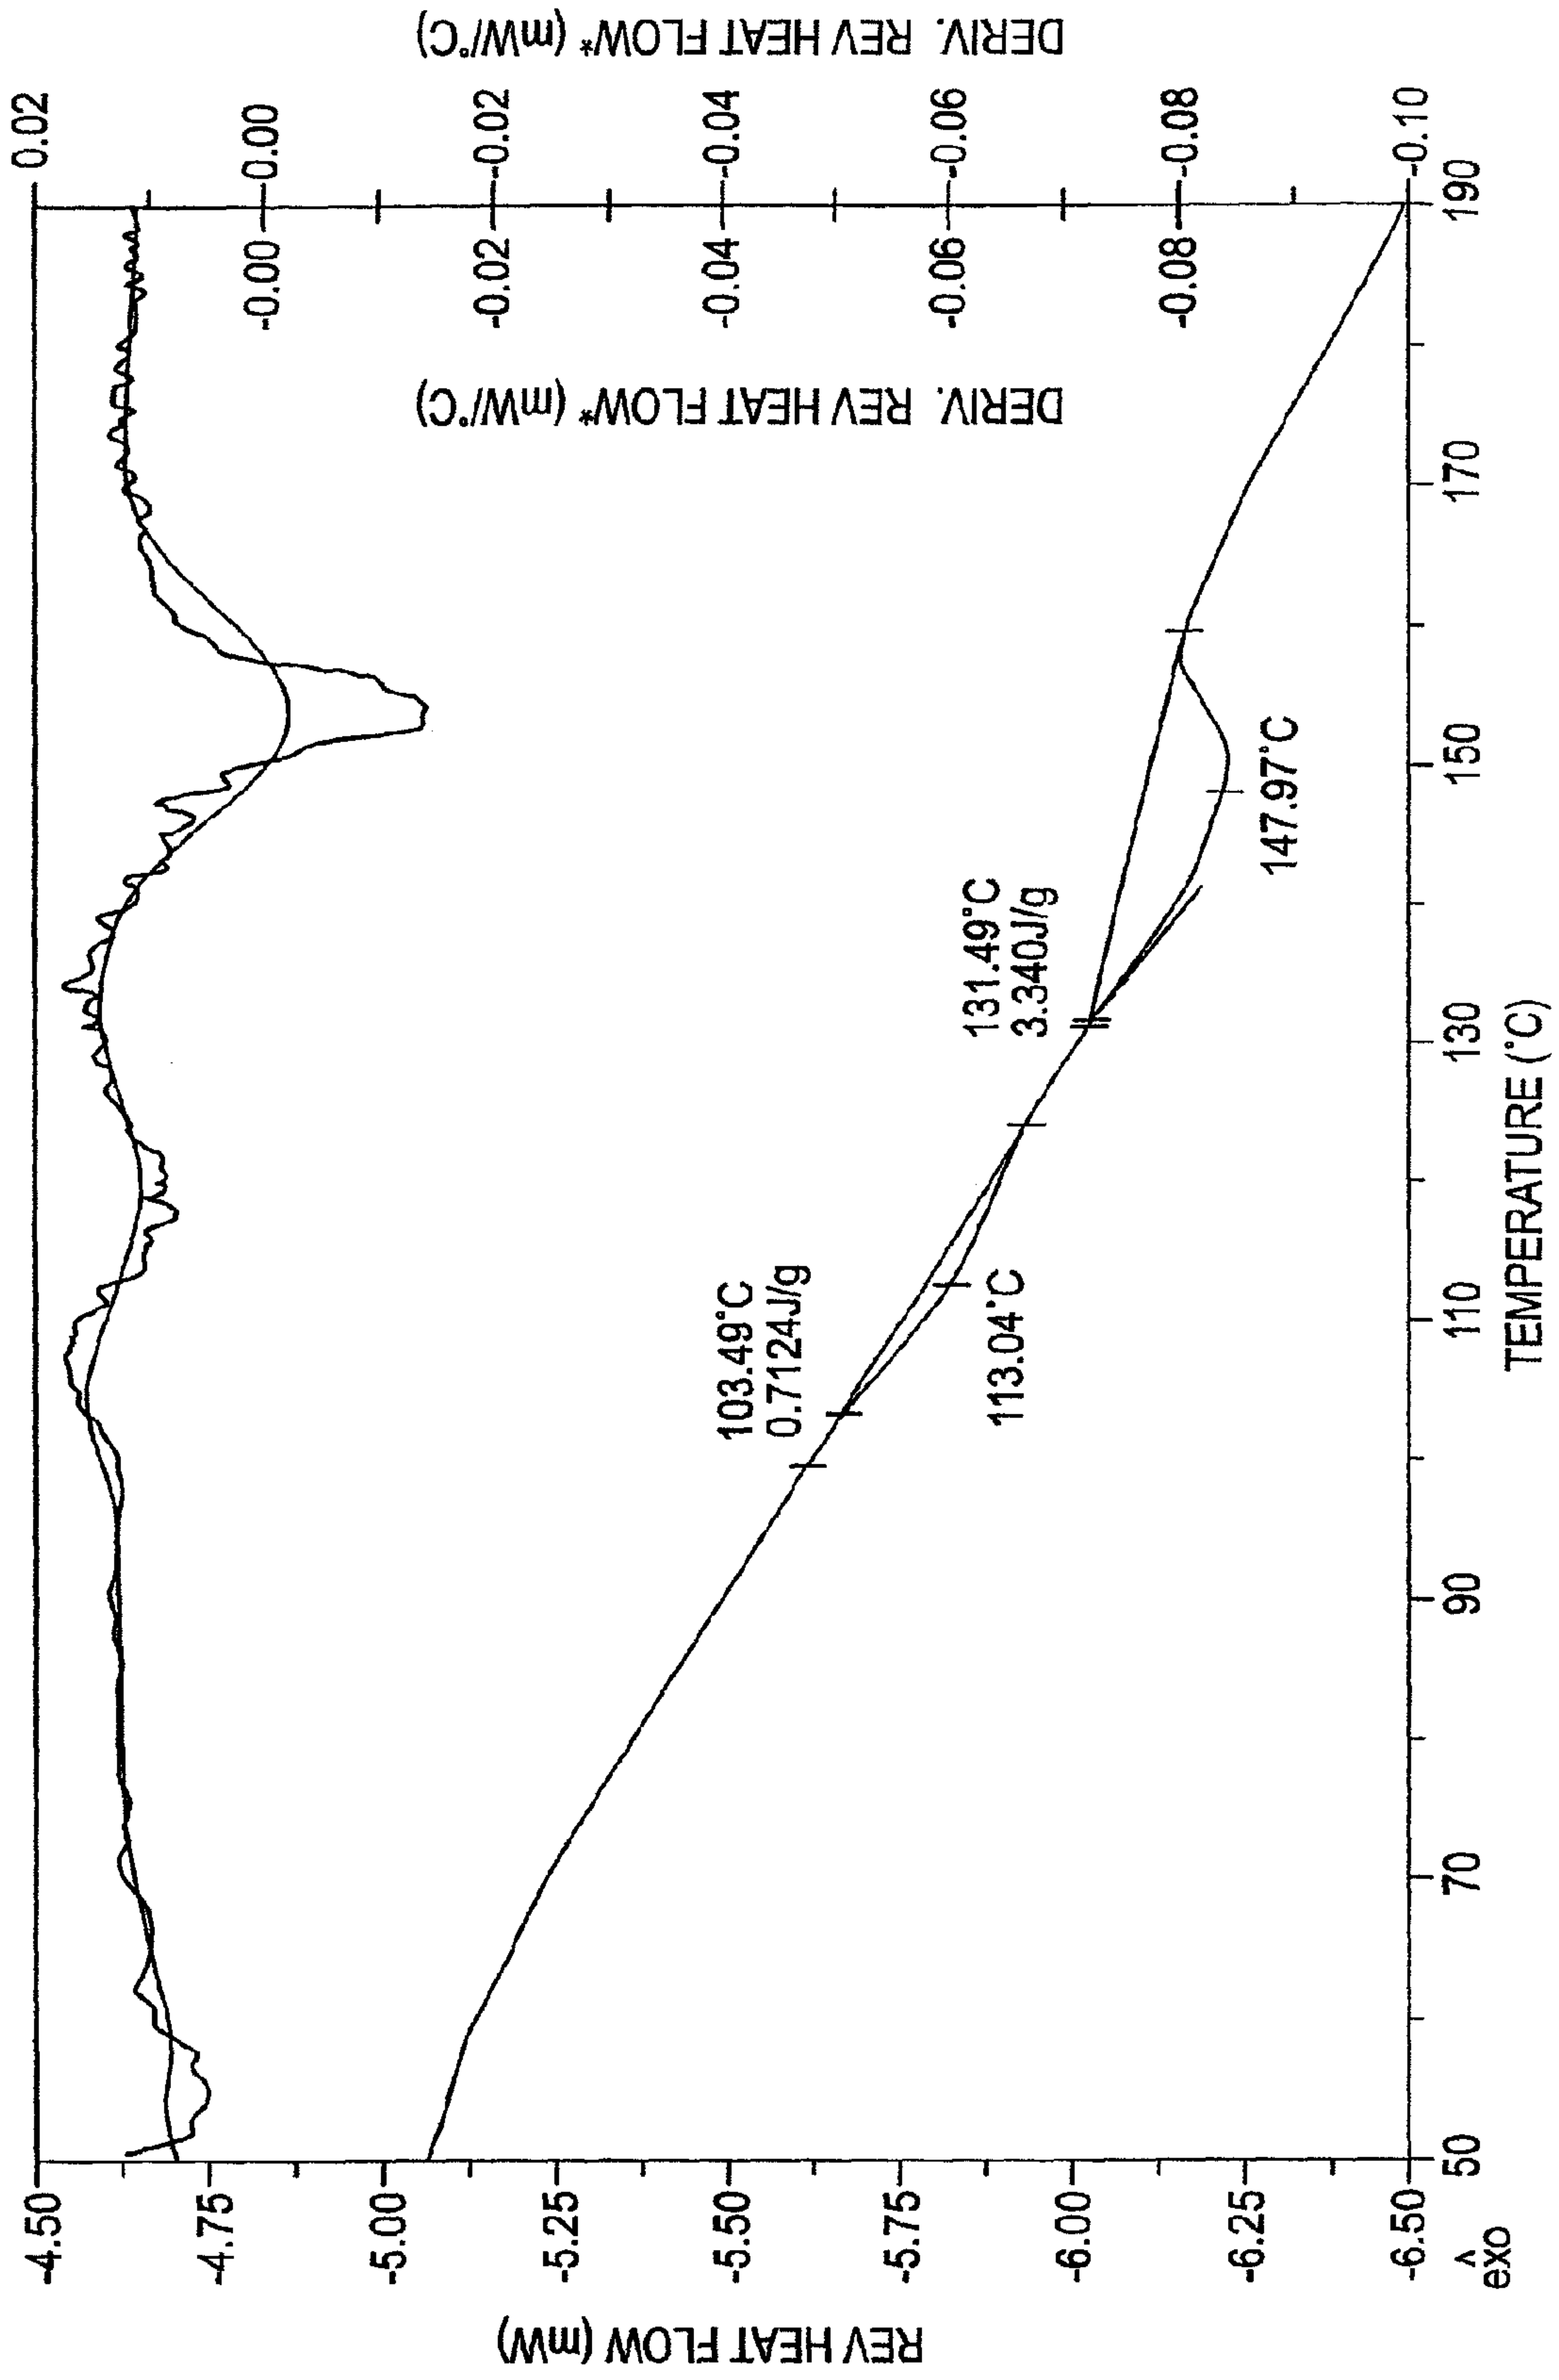 REV HEAT FLOW (mW)
-4.50
-4.75
-5.00
-5.25
-5.50
-5.75
-6.00
-6.25
-6.50
^
exo
50
70
90
110
130
150
170
190
TEMPERATURE (°C)
103.49°C
0.7124J/g
113.04°C
131.49°C
3.340J/g
147.97°C
DERIV. REV HEAT FLOW* (mW/°C)
-0.00
-0.02
-0.04
-0.06
-0.08
0.02
-0.00
-0.02
-0.04
-0.06
-0.08
-0.10
DERIV. REV HEAT FLOW* (mW/°C)